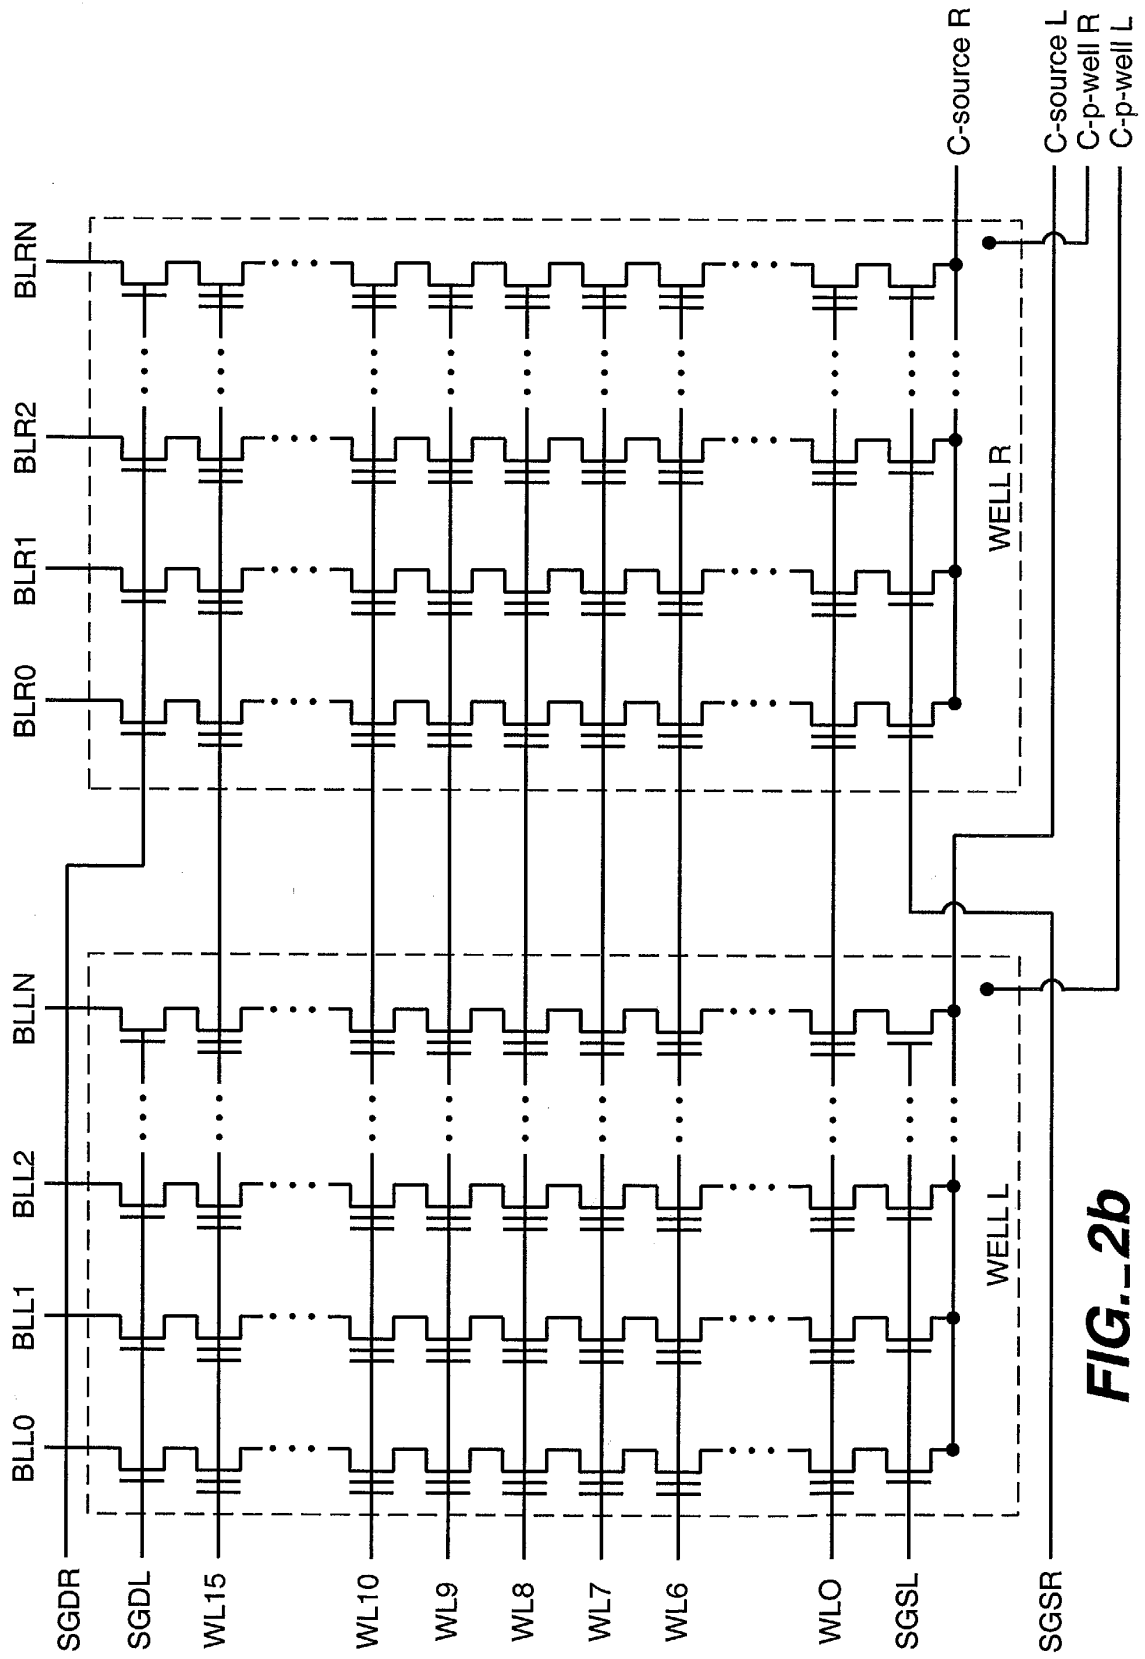 BLL0
BLL1
BLL2
BLLN
BLR0
BLR1
BLR2
BLRN
SGDR
SGDL
WL15
WL10
WL9
WL8
WL7
WL6
WLO
SGSL
SGSR
WELL L
WELL R
C-source R
C-source L
C-p-well R
C-p-well L
FIG._2b